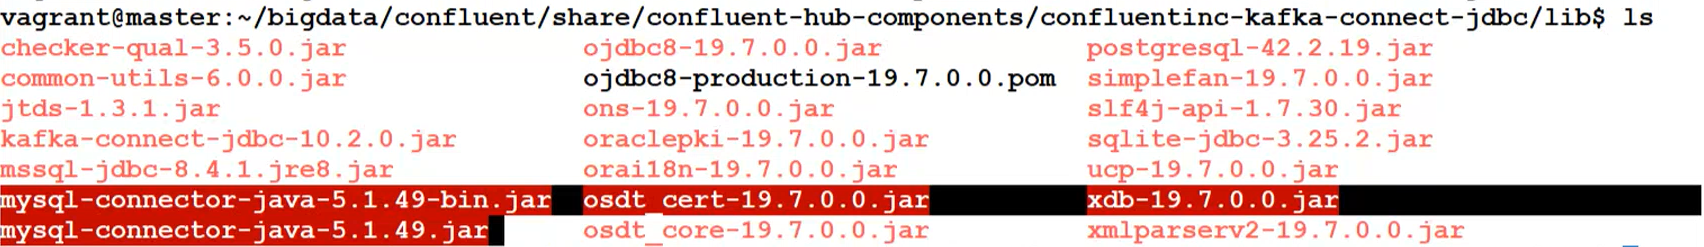 vagrant@master:~/bigdata/confluent/share/confluent-hub-components/confluentinc-kafka-connect-jdbc/lib$ ls
checker-qual-3.5.0.jar ojdbc8-19.7.0.0.jar postgresql-42.2.19.jar
common-utils-6.0.0.jar ojdbc8-production-19.7.0.0.pom simplefan-19.7.0.0.jar
jtds-1.3.1.jar ons-19.7.0.0.jar slf4j-api-1.7.30.jar
kafka-connect-jdbc-10.2.0.jar oraclepki-19.7.0.0.jar sqlite-jdbc-3.25.2.jar
mssql-jdbc-8.4.1.jre8.jar orai18n-19.7.0.0.jar ucp-19.7.0.0.jar
mysql-connector-java-5.1.49-bin.jar osdt_cert-19.7.0.0.jar xdb-19.7.0.0.jar
mysql-connector-java-5.1.49.jar osdt_core-19.7.0.0.jar xmlparserv2-19.7.0.0.jar